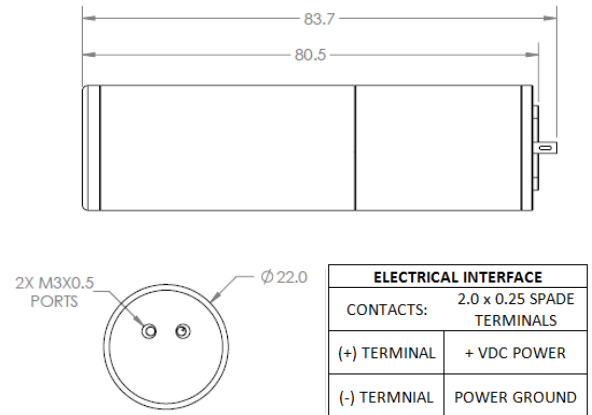 83.7
80.5
2X M3X0.5
PORTS
Ø 22.0
ELECTRICAL INTERFACE
CONTACTS:
2.0 x 0.25 SPADE
TERMINALS
(+) TERMINAL
+ VDC POWER
(-) TERMNIAL
POWER GROUND